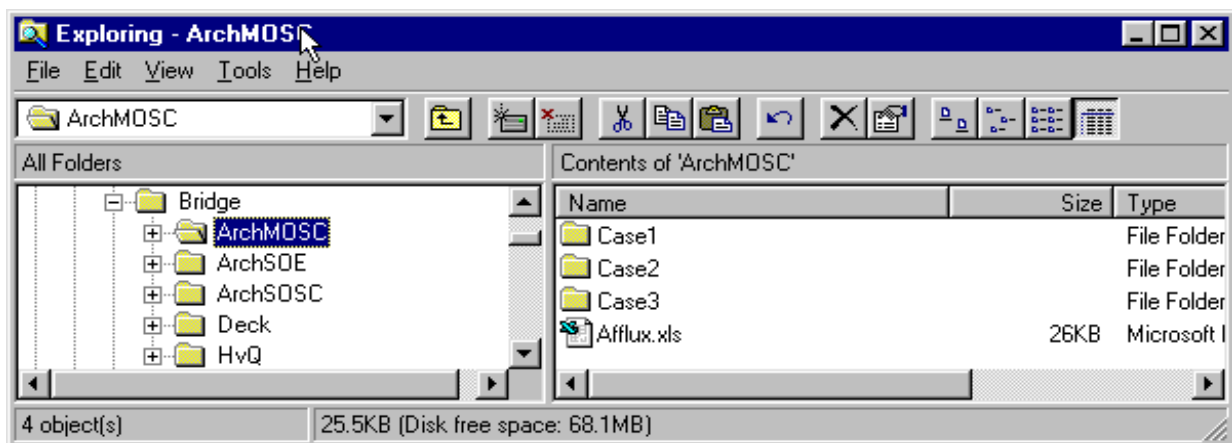 Exploring - ArchMOSC
File Edit View Tools Help
ArchMOSC
All Folders
Contents of 'ArchMOSC'
Bridge
ArchMOSC
ArchSOE
ArchSOSC
Deck
HvQ
Name Size Type
Case1 File Folder
Case2 File Folder
Case3 File Folder
Afflux.xls 26KB Microsoft
4 object(s) 25.5KB (Disk free space: 68.1MB)